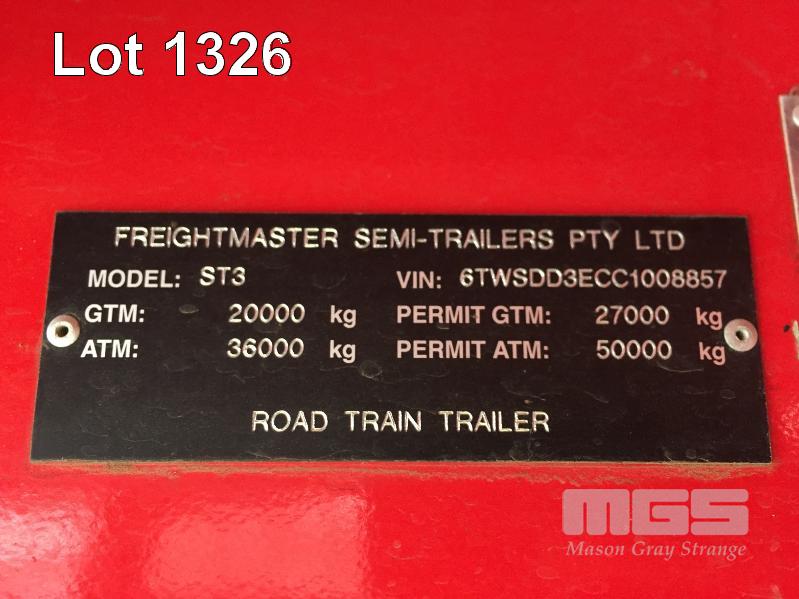 Lot 1326
FREIGHTMASTER SEMI-TRAILERS PTY LTD
MODEL: ST3 VIN: 6TWSDD3ECC1008857
GTM: 20000 kg PERMIT GTM: 27000 kg
ATM: 36000 kg PERMIT ATM: 50000 kg
ROAD TRAIN TRAILER
MGS
Mason Gray Strange